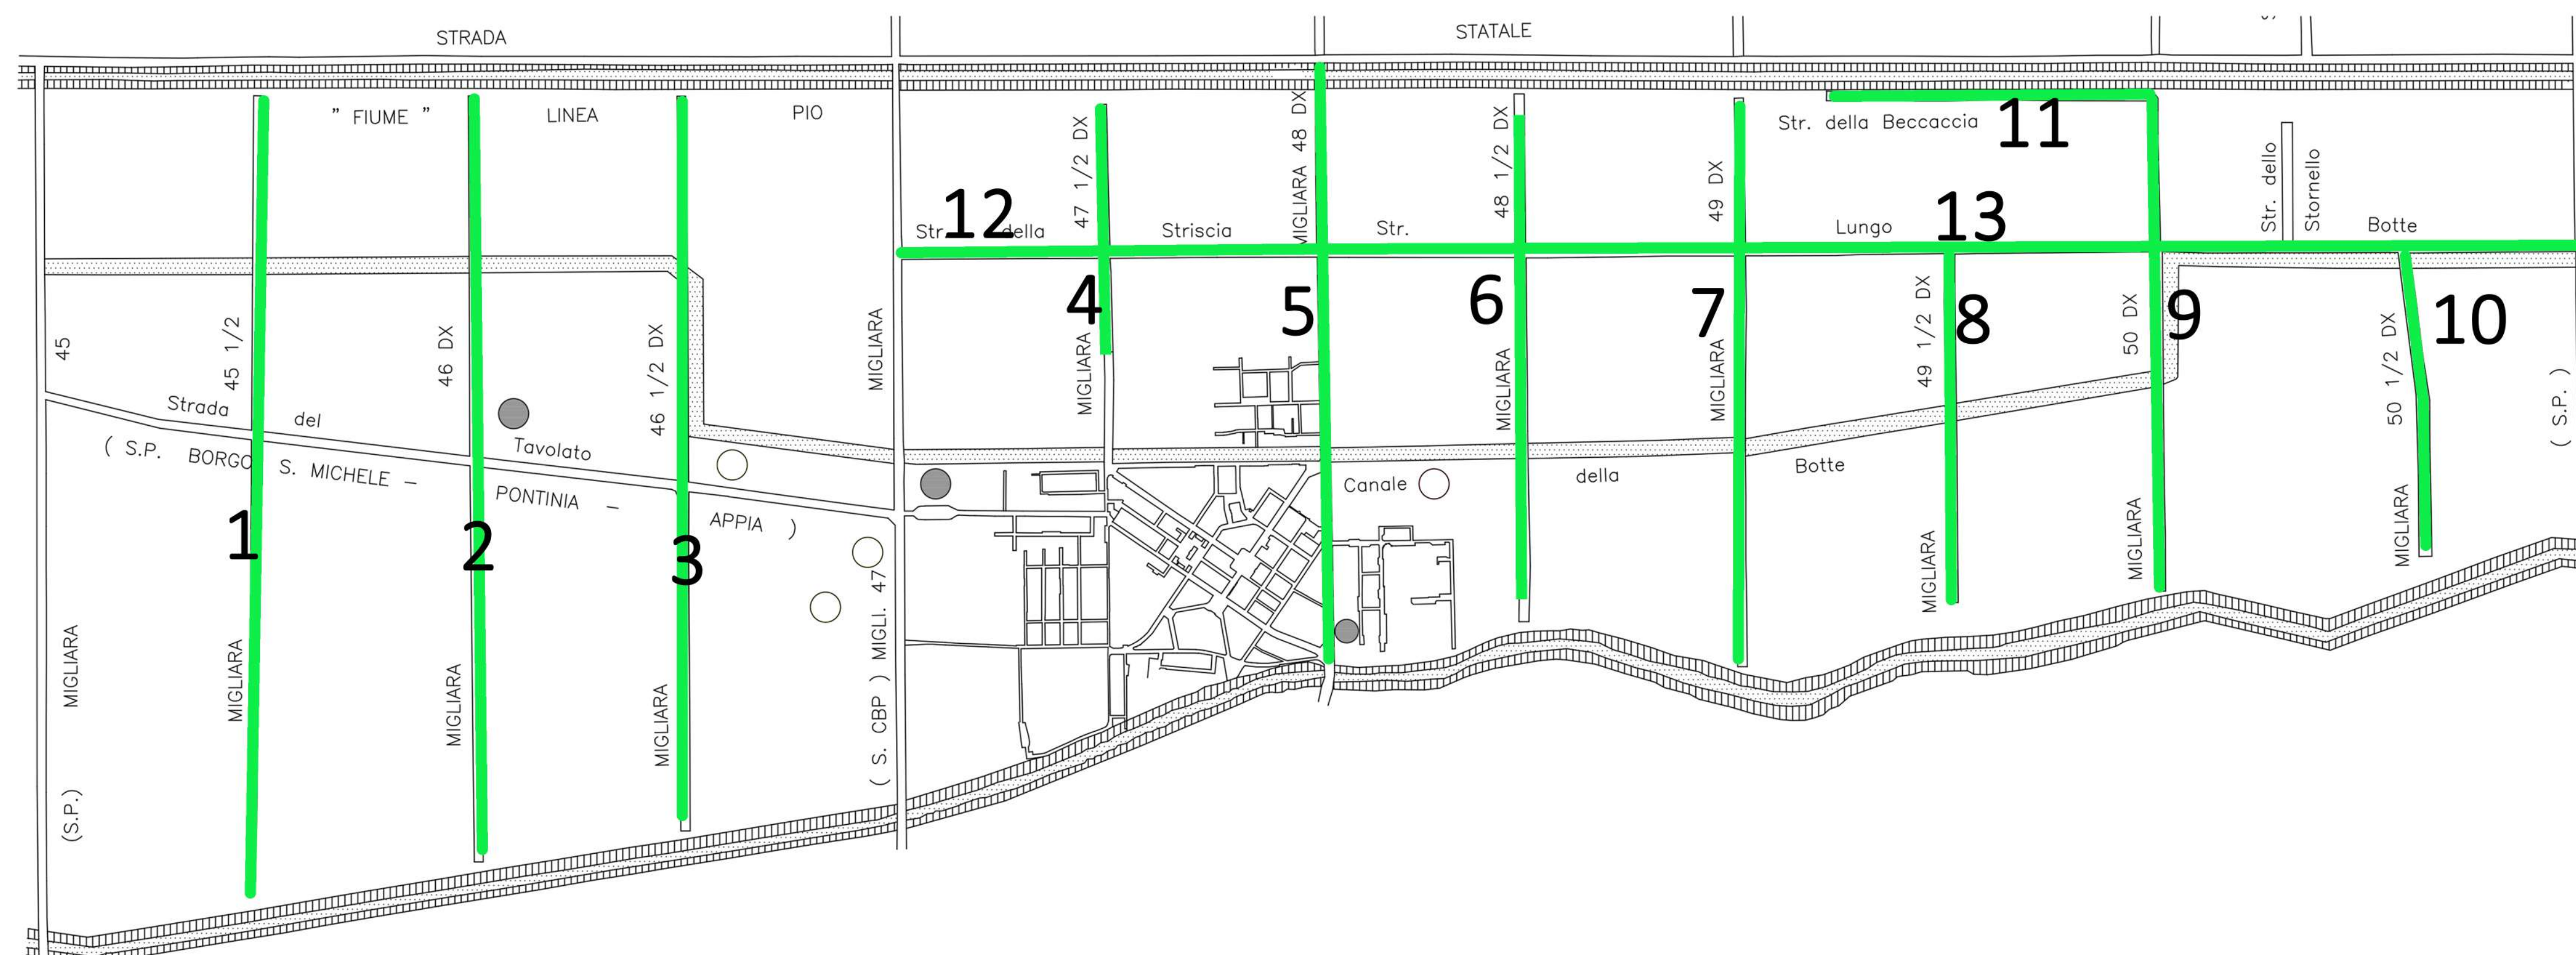 STRADA
STATALE
" FIUME "
LINEA
PIO
47 1/2 DX
MIGLIARA 48 DX
48 1/2 DX
49 DX
Str. della Beccaccia
11
12
13
Str. della
Striscia
Str.
Lungo
Str. dello
Stornello
Botte
45
45 1/2
46 DX
46 1/2 DX
MIGLIARA
4
MIGLIARA
5
6
MIGLIARA
7
MIGLIARA
49 1/2 DX
8
50 DX
9
50 1/2 DX
10
( S.P. )
Strada
del
Tavolato
( S.P. BORGO S. MICHELE –
PONTINIA –
APPIA )
Canale
della
Botte
1
2
3
MIGLIARA
MIGLIARA
MIGLIARA
MIGLIARA
MIGLIARA
MIGLIARA
MIGLIARA
( S. CBP ) MIGLI. 47
(S.P.)